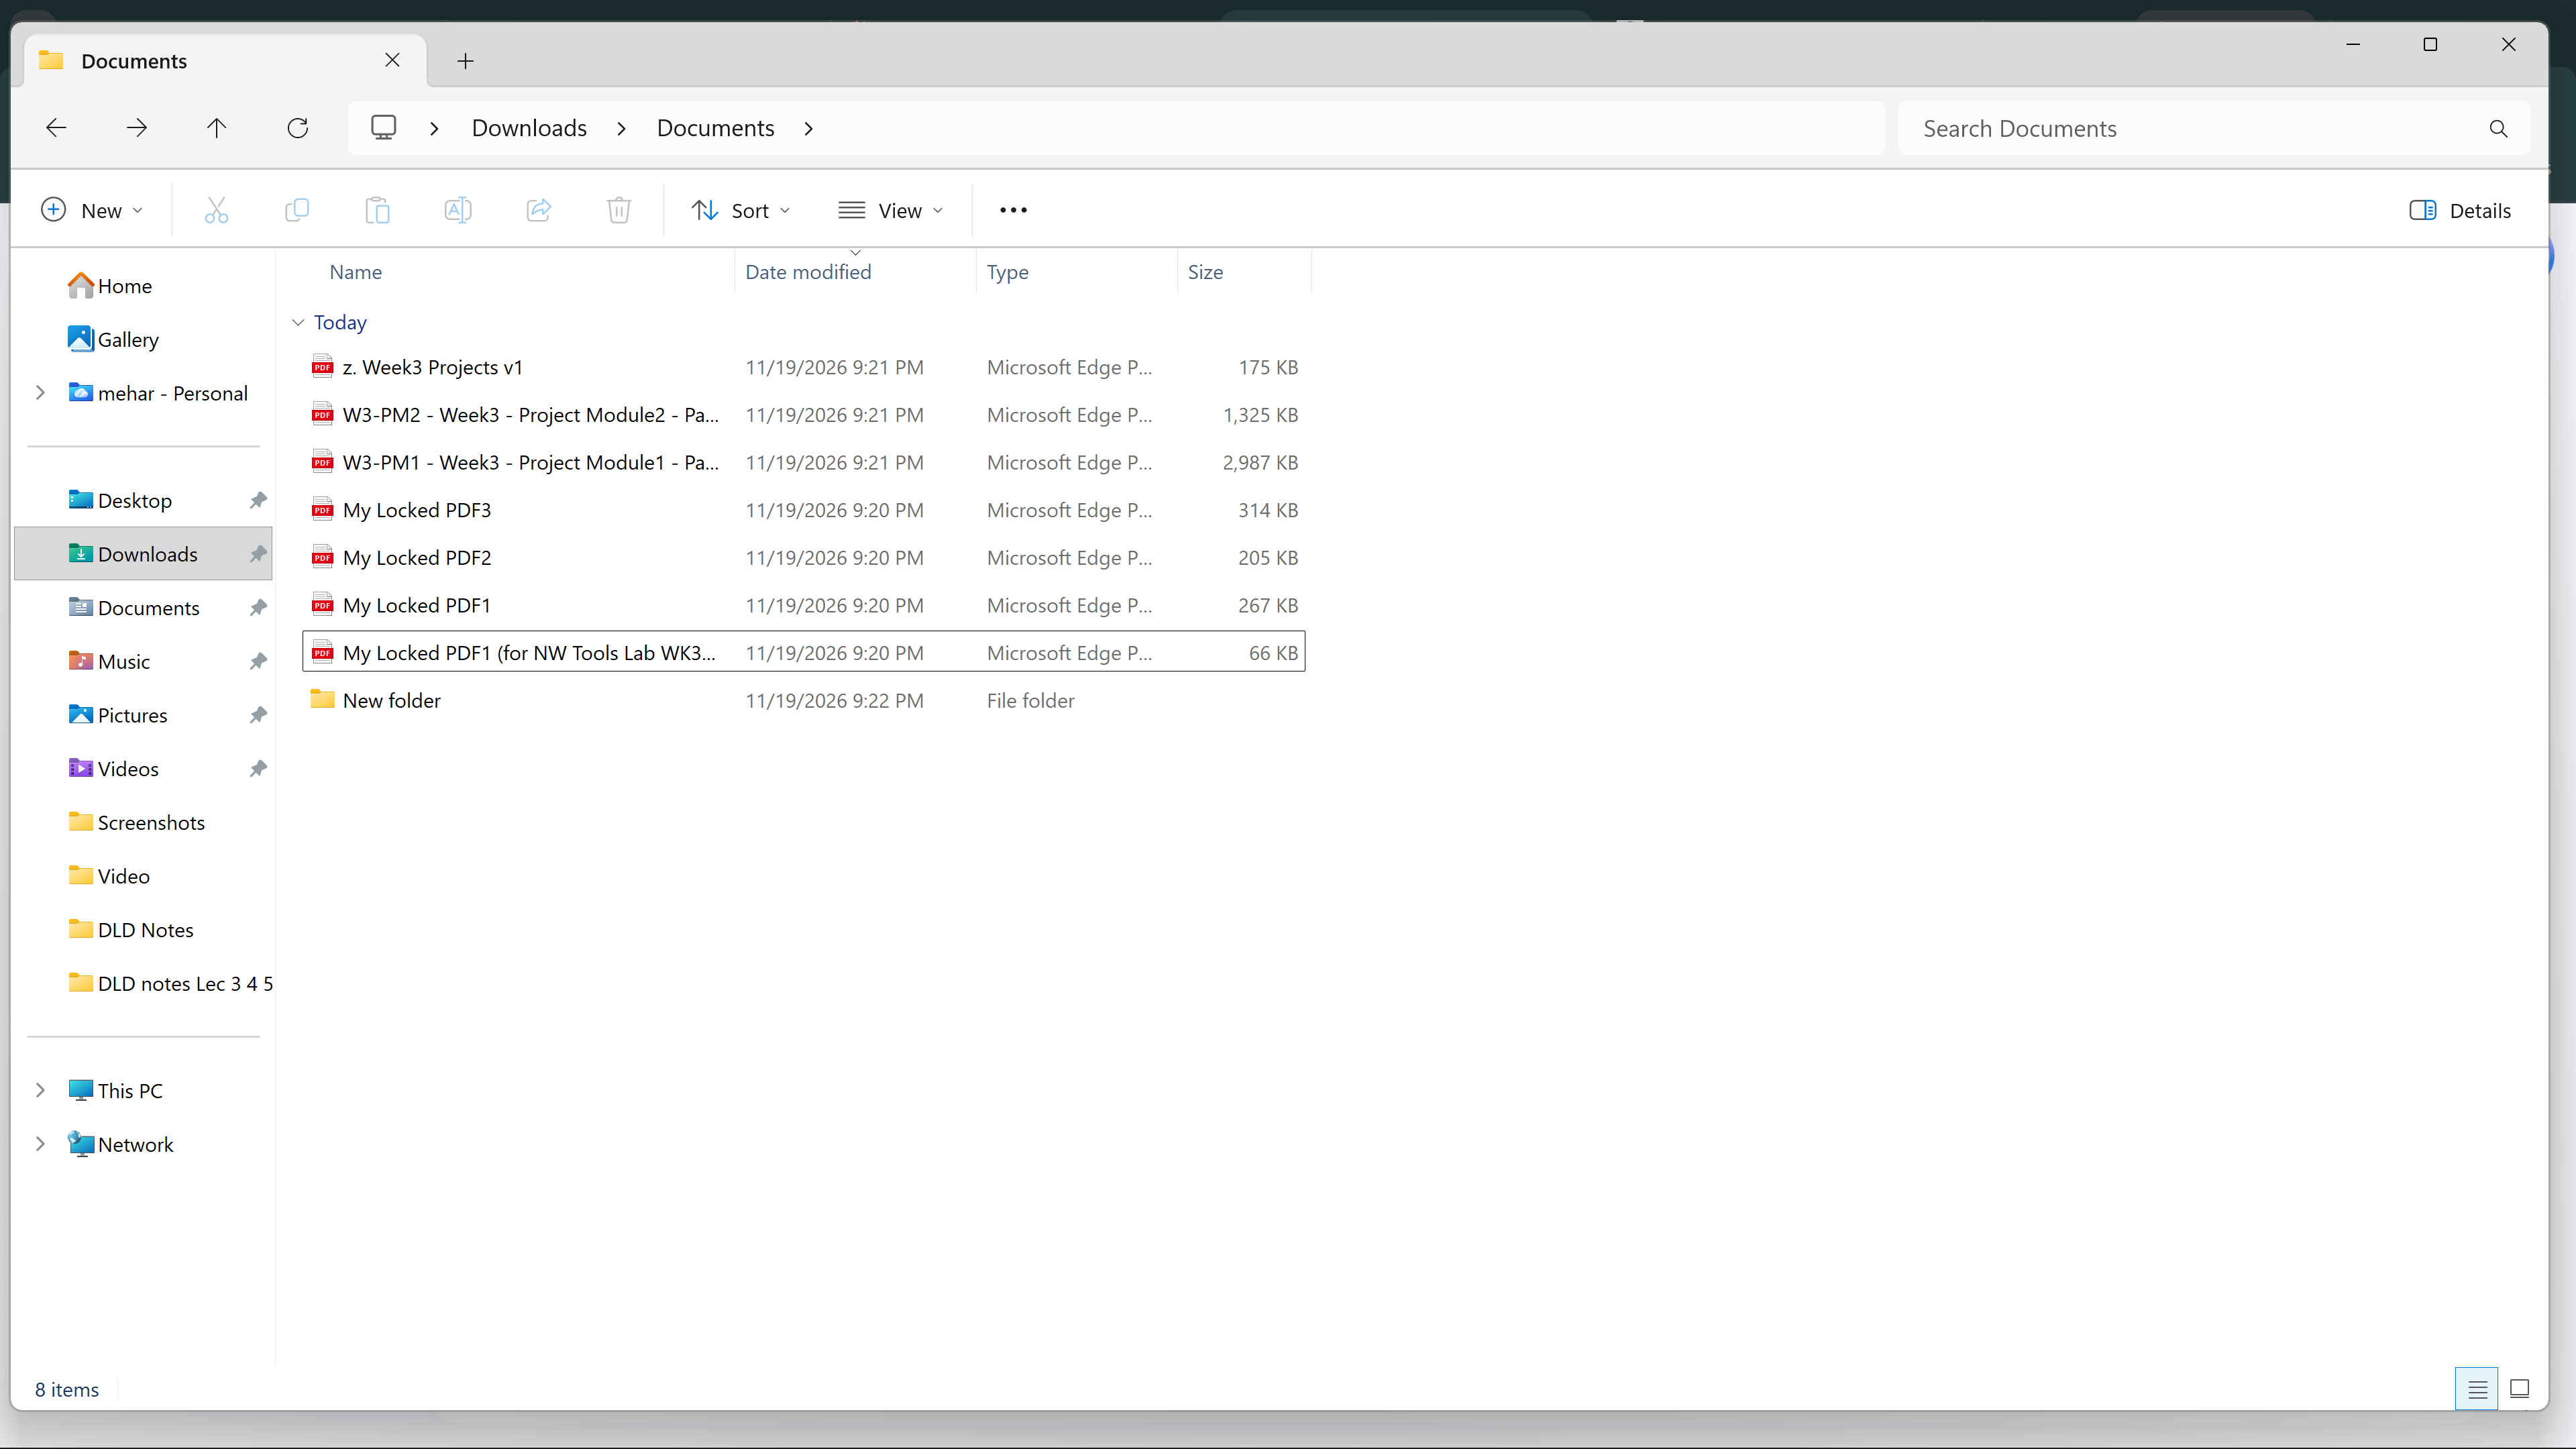 Documents
Downloads > Documents >
Search Documents
New
Sort
View
Details
Home
Gallery
mehar - Personal
Desktop
Downloads
Documents
Music
Pictures
Videos
Screenshots
Video
DLD Notes
DLD notes Lec 3 4 5
This PC
Network
Name Date modified Type Size
Today
z. Week3 Projects v1 11/19/2026 9:21 PM Microsoft Edge P... 175 KB
W3-PM2 - Week3 - Project Module2 - Pa... 11/19/2026 9:21 PM Microsoft Edge P... 1,325 KB
W3-PM1 - Week3 - Project Module1 - Pa... 11/19/2026 9:21 PM Microsoft Edge P... 2,987 KB
My Locked PDF3 11/19/2026 9:20 PM Microsoft Edge P... 314 KB
My Locked PDF2 11/19/2026 9:20 PM Microsoft Edge P... 205 KB
My Locked PDF1 11/19/2026 9:20 PM Microsoft Edge P... 267 KB
My Locked PDF1 (for NW Tools Lab WK3... 11/19/2026 9:20 PM Microsoft Edge P... 66 KB
New folder 11/19/2026 9:22 PM File folder
8 items